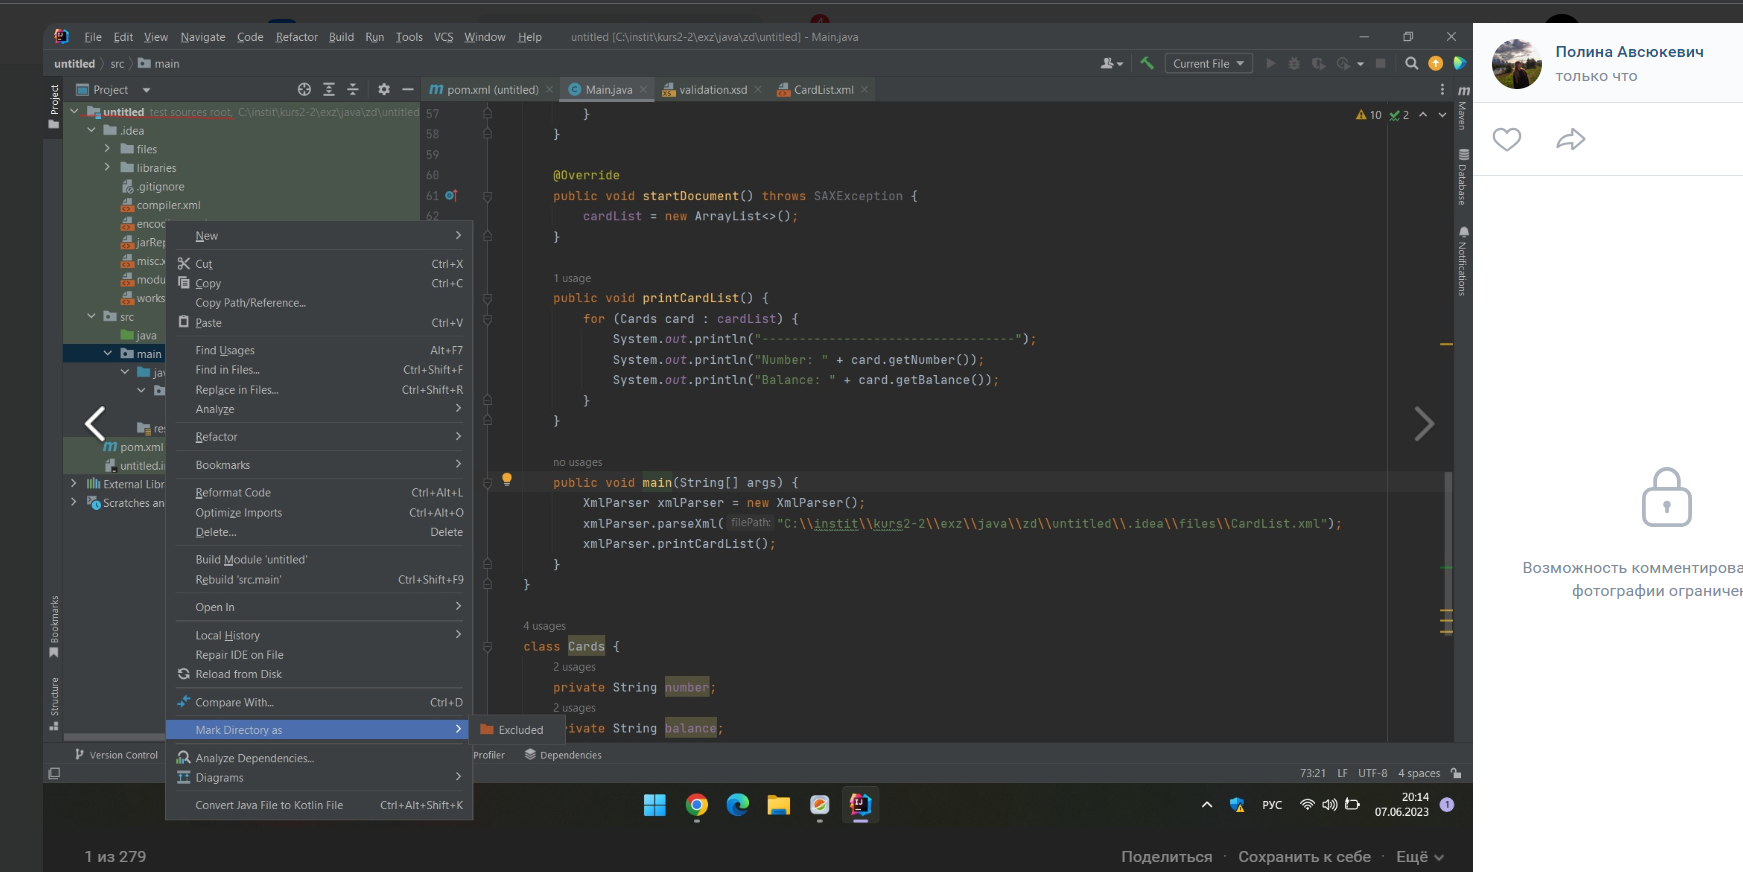 File Edit View Navigate Code Refactor Build Run Tools VCS Window Help untitled [C:\instit\kurs2-2\exz\java\zd\untitled] - Main.java
untitled src main
Current File
Project
pom.xml (untitled) Main.java validation.xsd CardList.xml
Project
untitled test sources root, C:\instit\kurs2-2\exz\java\zd\untitled
.idea
files
libraries
.gitignore
compiler.xml
encod
jarRep
misc.x
modu
works
src
java
main
jav
res
pom.xml
untitled.i
External Libr
Scratches an
Bookmarks
Structure
New
Cut Ctrl+X
Copy Ctrl+C
Copy Path/Reference...
Paste Ctrl+V
Find Usages Alt+F7
Find in Files... Ctrl+Shift+F
Replace in Files... Ctrl+Shift+R
Analyze
Refactor
Bookmarks
Reformat Code Ctrl+Alt+L
Optimize Imports Ctrl+Alt+O
Delete... Delete
Build Module 'untitled'
Rebuild 'src.main' Ctrl+Shift+F9
Open In
Local History
Repair IDE on File
Reload from Disk
Compare With... Ctrl+D
Mark Directory as
Excluded
Analyze Dependencies...
Diagrams
Convert Java File to Kotlin File Ctrl+Alt+Shift+K
57 }
58 }
59
60 @Override
61 public void startDocument() throws SAXException {
62 cardList = new ArrayList<>();
}
1 usage
public void printCardList() {
for (Cards card : cardList) {
System.out.println("----------------------------------");
System.out.println("Number: " + card.getNumber());
System.out.println("Balance: " + card.getBalance());
}
}
no usages
public void main(String[] args) {
XmlParser xmlParser = new XmlParser();
xmlParser.parseXml( filePath: "C:\\instit\\kurs2-2\\exz\\java\\zd\\untitled\\.idea\\files\\CardList.xml");
xmlParser.printCardList();
}
}
4 usages
class Cards {
2 usages
private String number;
2 usages
ivate String balance;
10 2
m
Maven
Database
Notifications
Version Control Profiler Dependencies
73:21 LF UTF-8 4 spaces
РУС
20:14
07.06.2023
1
1 из 279
Поделиться · Сохранить к себе · Ещё
Полина Авсюкевич
только что
Возможность комментирова
фотографии ограничен